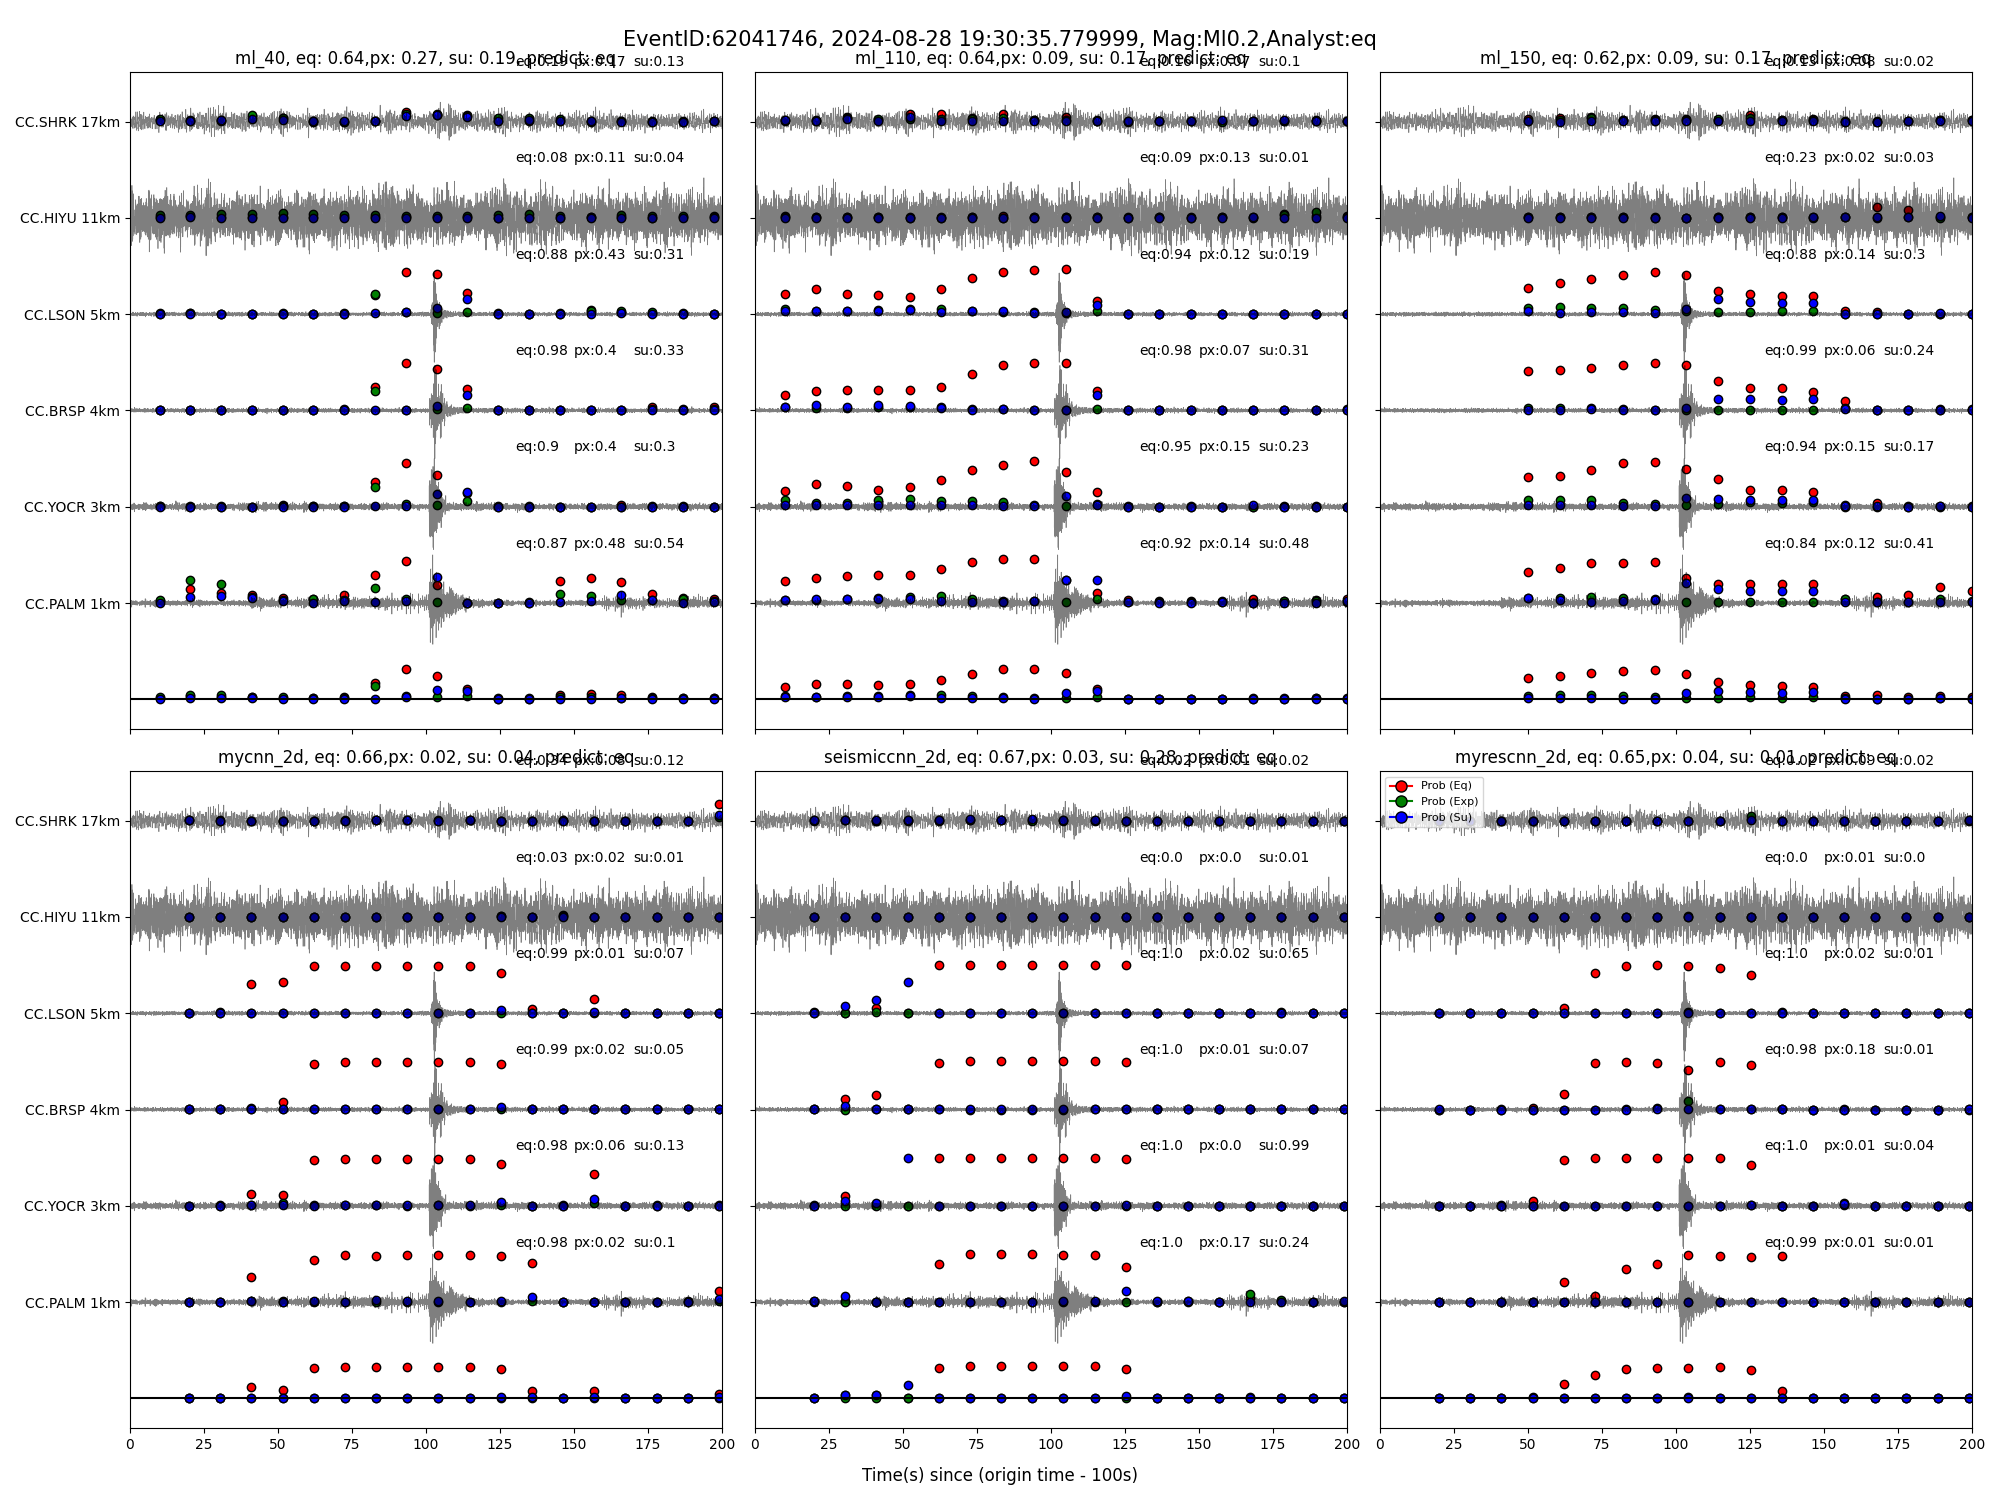 EventID:62041746, 2024-08-28 19:30:35.779999, Mag:Ml0.2,Analyst:eq
ml_40, eq: 0.64,px: 0.27, su: 0.19, predict: eq
eq:0.19 px:0.17 su:0.13
CC.SHRK 17km
eq:0.08 px:0.11 su:0.04
CC.HIYU 11km
eq:0.88 px:0.43 su:0.31
CC.LSON 5km
eq:0.98 px:0.4 su:0.33
CC.BRSP 4km
eq:0.9 px:0.4 su:0.3
CC.YOCR 3km
eq:0.87 px:0.48 su:0.54
CC.PALM 1km
ml_110, eq: 0.64,px: 0.09, su: 0.17, predict: eq
eq:0.16 px:0.07 su:0.1
eq:0.09 px:0.13 su:0.01
eq:0.94 px:0.12 su:0.19
eq:0.98 px:0.07 su:0.31
eq:0.95 px:0.15 su:0.23
eq:0.92 px:0.14 su:0.48
ml_150, eq: 0.62,px: 0.09, su: 0.17, predict: eq
eq:0.13 px:0.08 su:0.02
eq:0.23 px:0.02 su:0.03
eq:0.88 px:0.14 su:0.3
eq:0.99 px:0.06 su:0.24
eq:0.94 px:0.15 su:0.17
eq:0.84 px:0.12 su:0.41
mycnn_2d, eq: 0.66,px: 0.02, su: 0.04, predict: eq
eq:0.34 px:0.08 su:0.12
CC.SHRK 17km
eq:0.03 px:0.02 su:0.01
CC.HIYU 11km
eq:0.99 px:0.01 su:0.07
CC.LSON 5km
eq:0.99 px:0.02 su:0.05
CC.BRSP 4km
eq:0.98 px:0.06 su:0.13
CC.YOCR 3km
eq:0.98 px:0.02 su:0.1
CC.PALM 1km
0 25 50 75 100 125 150 175 200
seismiccnn_2d, eq: 0.67,px: 0.03, su: 0.28, predict: eq
eq:0.02 px:0.01 su:0.02
eq:0.0 px:0.0 su:0.01
eq:1.0 px:0.02 su:0.65
eq:1.0 px:0.01 su:0.07
eq:1.0 px:0.0 su:0.99
eq:1.0 px:0.17 su:0.24
0 25 50 75 100 125 150 175 200
myrescnn_2d, eq: 0.65,px: 0.04, su: 0.01, predict: eq
eq:0.02 px:0.09 su:0.02
Prob (Eq)
Prob (Exp)
Prob (Su)
eq:0.0 px:0.01 su:0.0
eq:1.0 px:0.02 su:0.01
eq:0.98 px:0.18 su:0.01
eq:1.0 px:0.01 su:0.04
eq:0.99 px:0.01 su:0.01
0 25 50 75 100 125 150 175 200
Time(s) since (origin time - 100s)